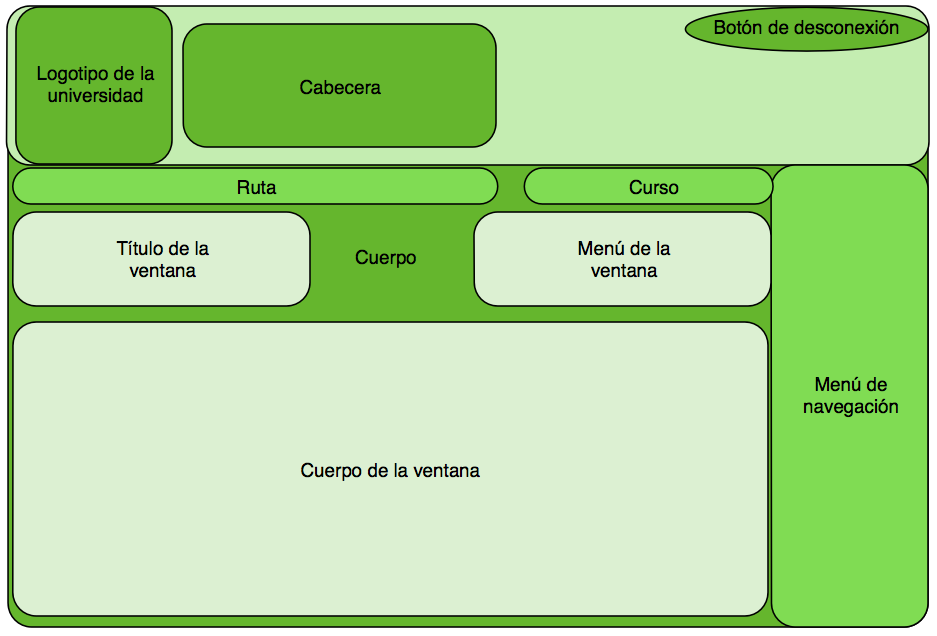 Botón de desconexión
Logotipo de la
universidad
Cabecera
Ruta
Curso
Título de la
ventana
Cuerpo
Menú de la
ventana
Menú de
navegación
Cuerpo de la ventana